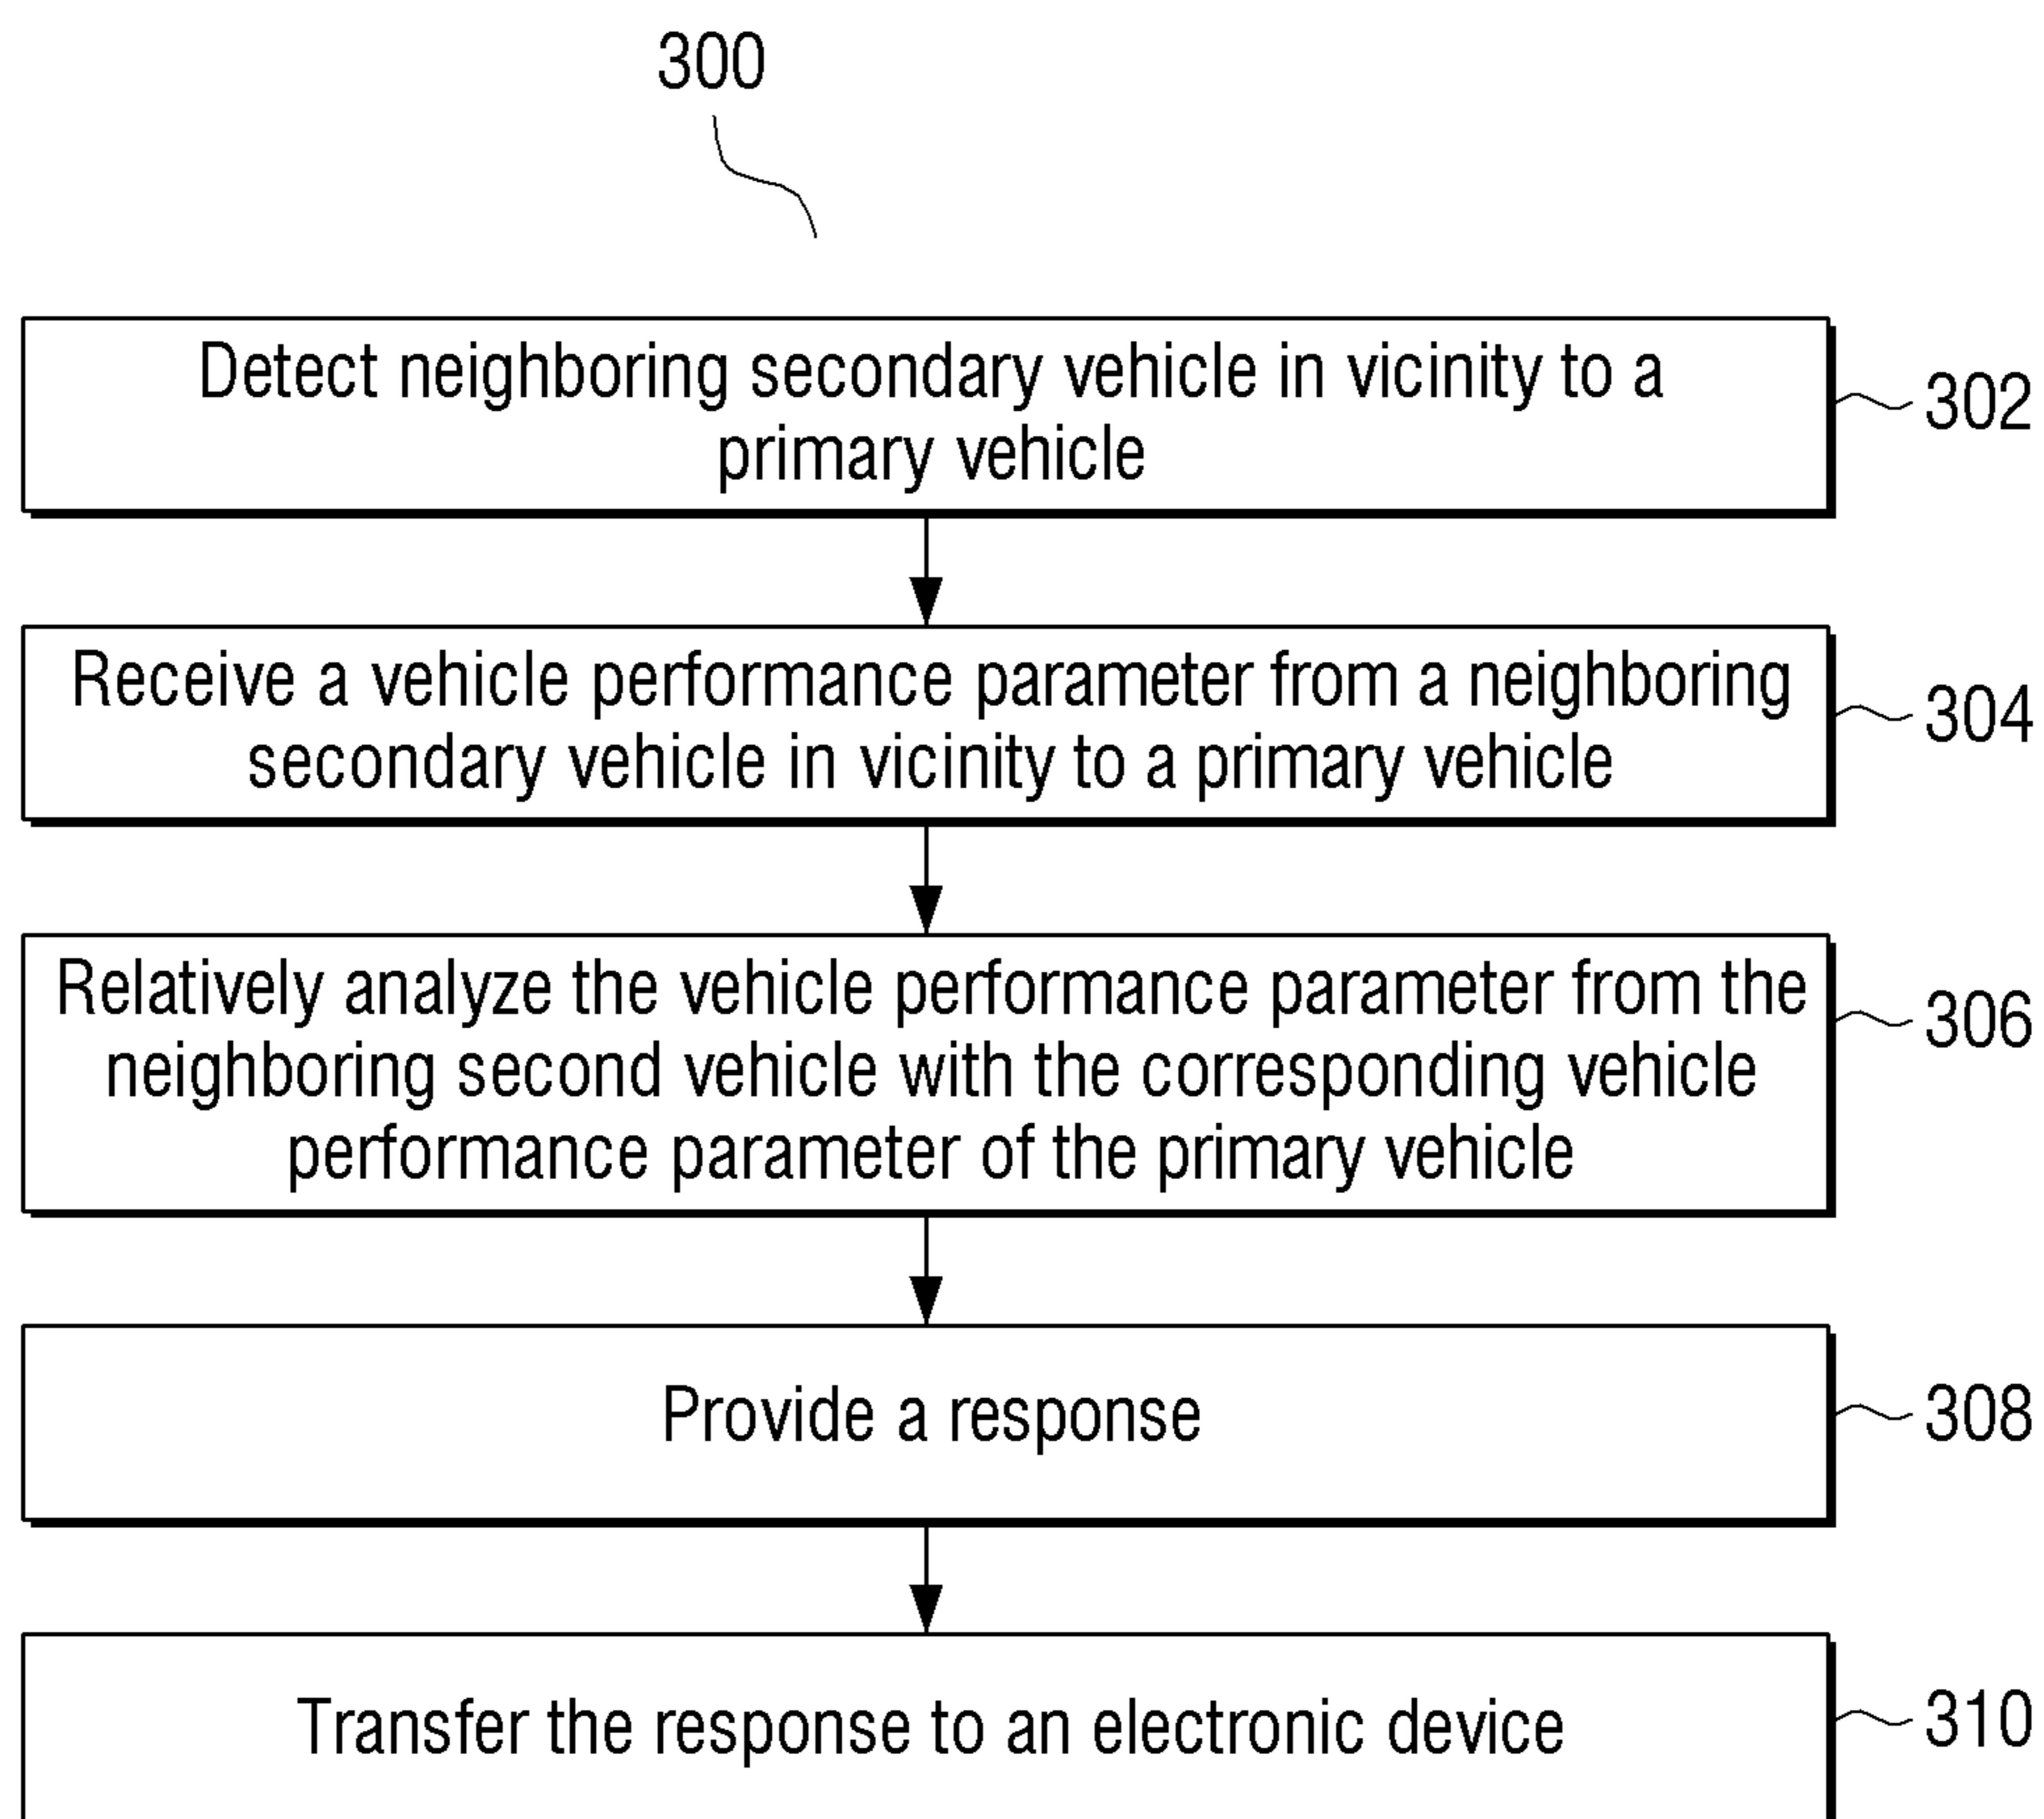 300
Detect neighboring secondary vehicle in vicinity to a
primary vehicle
302
Receive a vehicle performance parameter from a neighboring
secondary vehicle in vicinity to a primary vehicle
304
Relatively analyze the vehicle performance parameter from the
neighboring second vehicle with the corresponding vehicle
performance parameter of the primary vehicle
306
Provide a response
308
Transfer the response to an electronic device
310